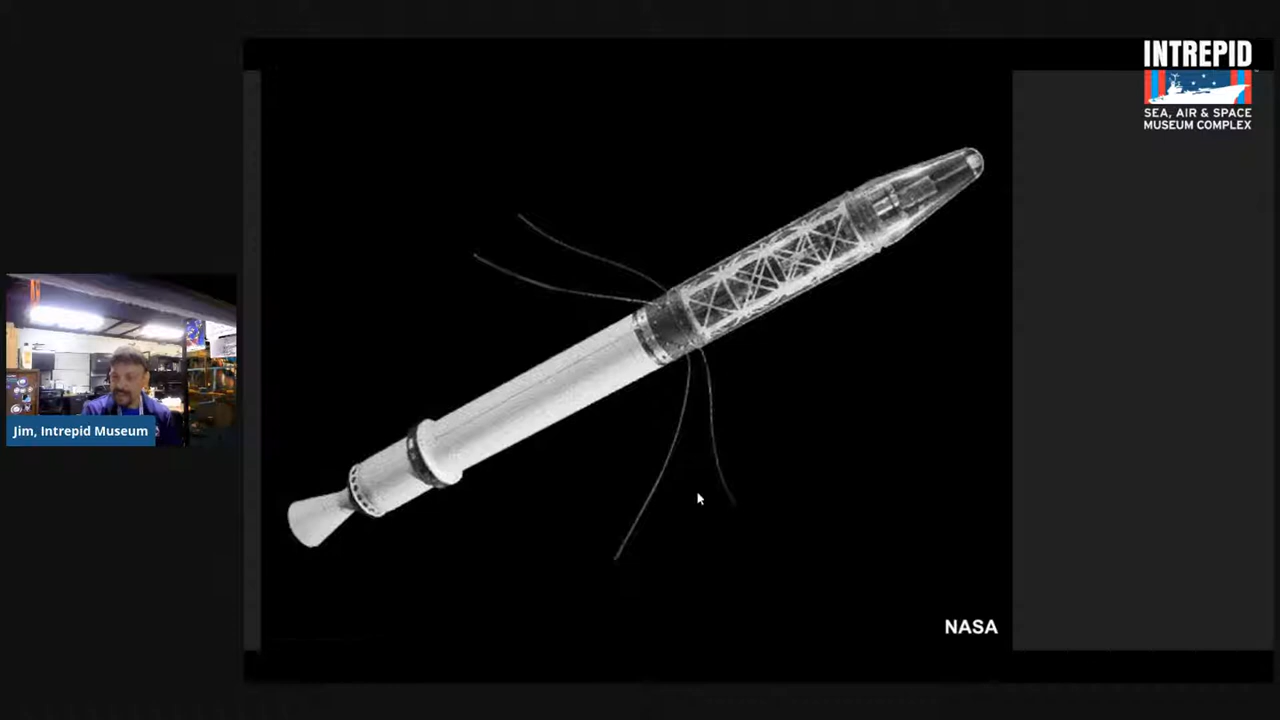 INTREPID
SEA, AIR & SPACE
MUSEUM COMPLEX
Jim, Intrepid Museum
NASA